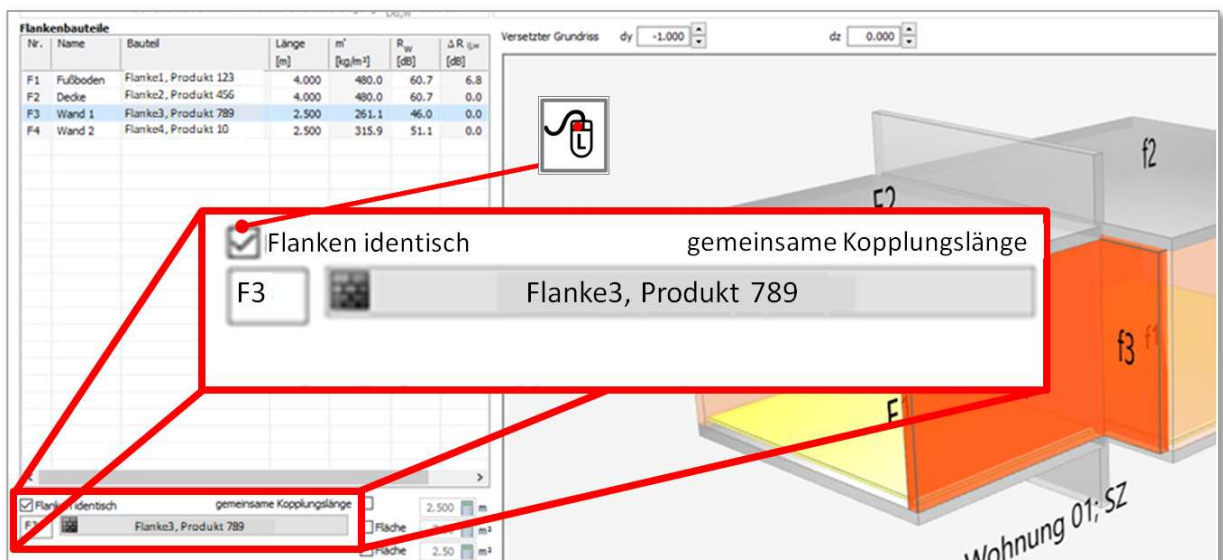 Flankenbauteile
Nr. Name Bauteil Länge [m] m' [kg/m²] Rw [dB] ΔR ij,w [dB]
F1 Fußboden Flanke1, Produkt 123 4.000 480.0 60.7 6.8
F2 Decke Flanke2, Produkt 456 4.000 480.0 60.7 0.0
F3 Wand 1 Flanke3, Produkt 789 2.500 261.1 46.0 0.0
F4 Wand 2 Flanke4, Produkt 10 2.500 315.9 51.1 0.0
Versetzter Grundriss dy -1.000 dz 0.000
L
f2
F2
Flanken identisch gemeinsame Kopplungslänge
F3 Flanke3, Produkt 789
f3 f1
F
Wohnung 01; SZ
Flanken identisch gemeinsame Kopplungslänge 2.500 m
Flanke3, Produkt 789 Fläche m²
Fläche 2.50 m²